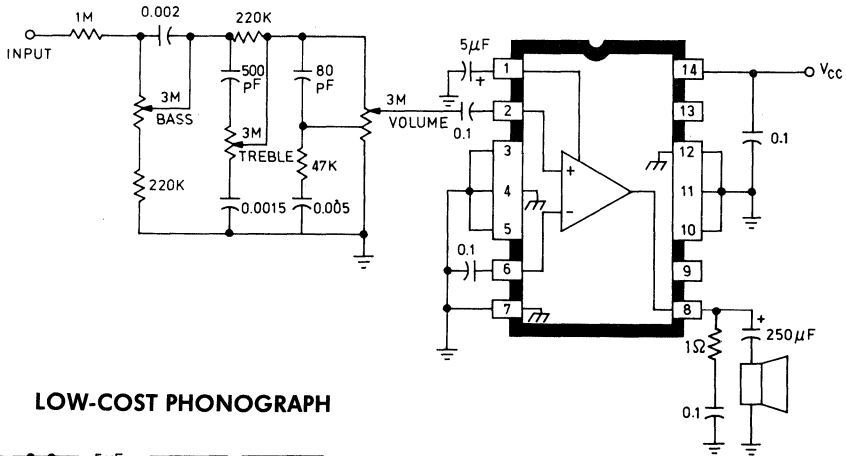 1M
0.002
220K
INPUT
500
pF
80
pF
3M
BASS
3M
TREBLE
3M
VOLUME
47K
220K
0.0015
0.005
5µF
+
0.1
0.1
1
2
3
4
5
6
7
+
−
14
13
12
11
10
9
8
VCC
0.1
+
250µF
1Ω
0.1
LOW-COST PHONOGRAPH